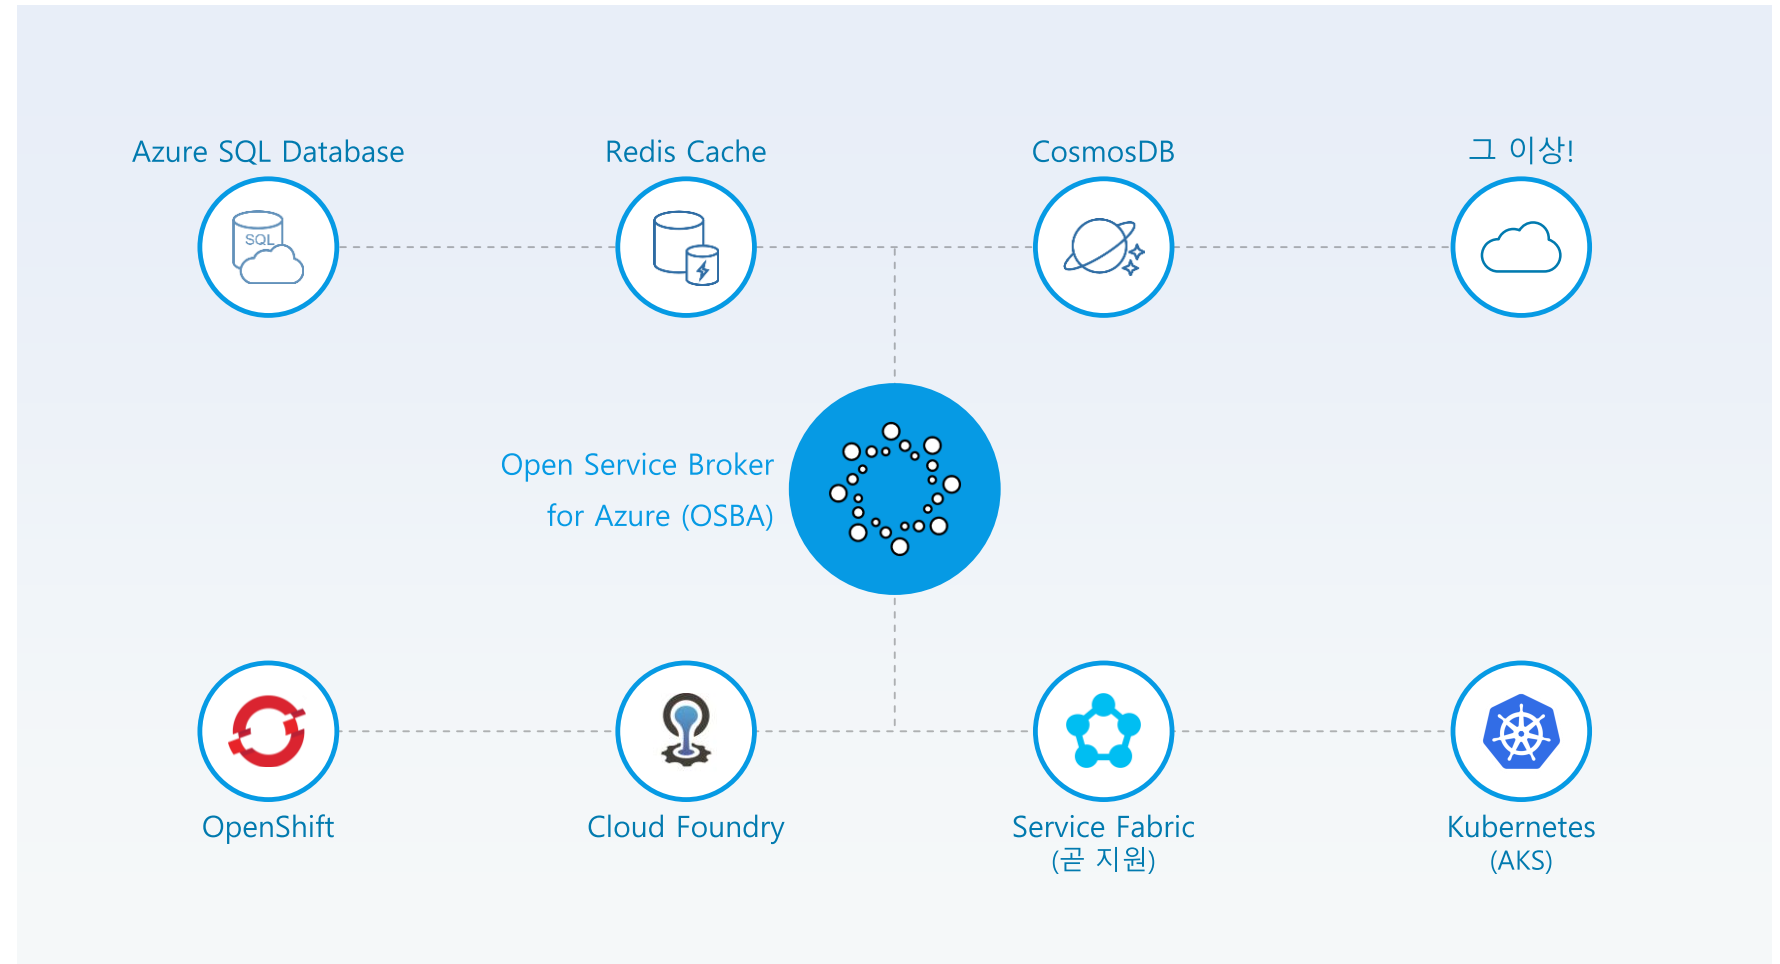 Azure SQL Database
Redis Cache
CosmosDB
그 이상!
SQL
Open Service Broker
for Azure (OSBA)
OpenShift
Cloud Foundry
Service Fabric
(곧 지원)
Kubernetes
(AKS)